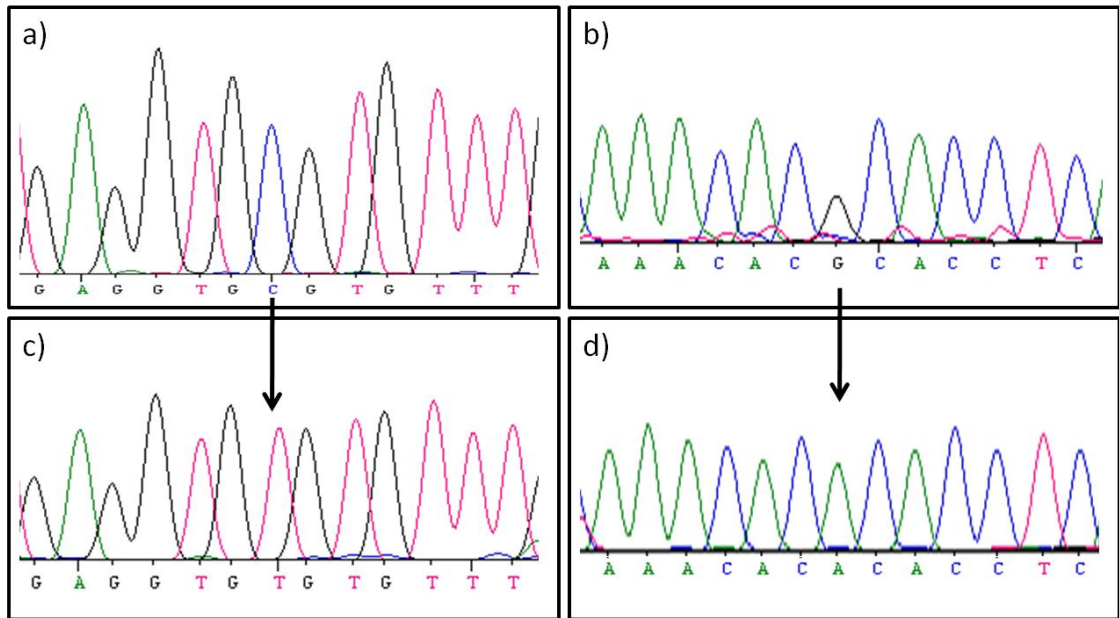 a)
G A G G T G C G T G T T T
b)
A A A C A C G C A C C T C
c)
G A G G T G T G T G T T T
d)
A A A C A C A C A C C T C